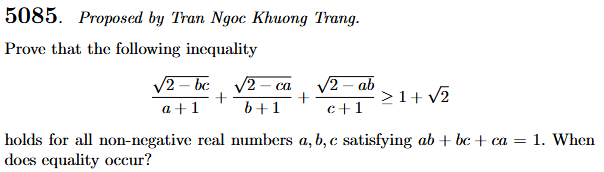 5085. Proposed by Tran Ngoc Khuong Trang.
Prove that the following inequality
\frac{\sqrt{2-bc}}{a+1} + \frac{\sqrt{2-ca}}{b+1} + \frac{\sqrt{2-ab}}{c+1} \geq 1 + \sqrt{2}
holds for all non-negative real numbers a, b, c satisfying ab + bc + ca = 1. When
does equality occur?